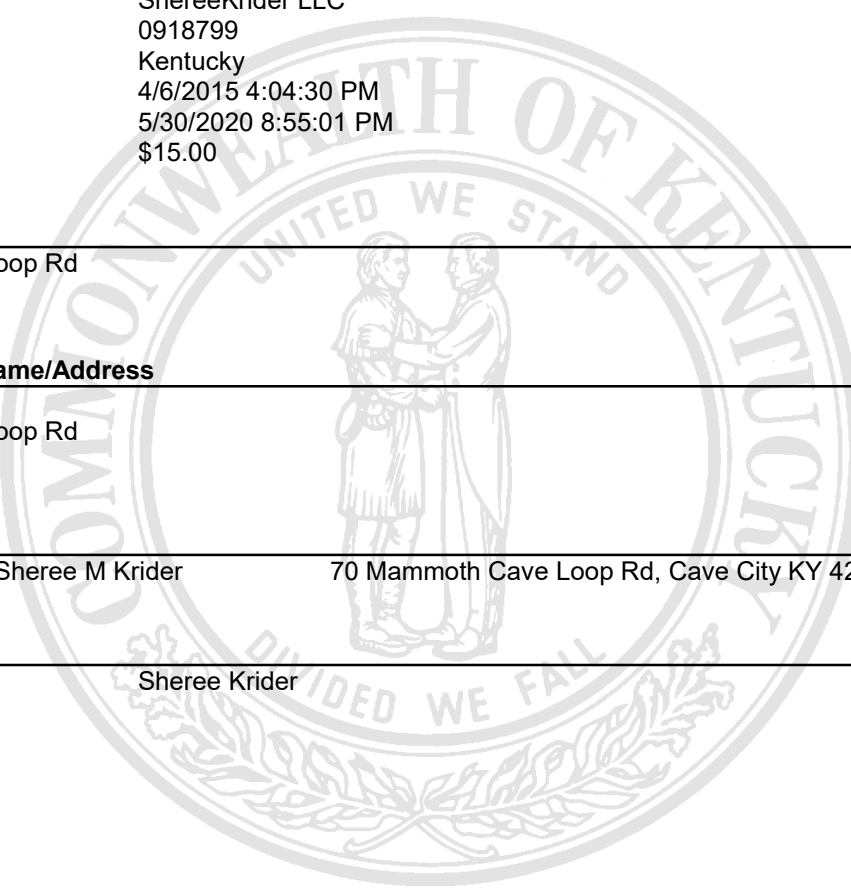 ShereeKrider LLC
0918799
Kentucky
4/6/2015 4:04:30 PM
5/30/2020 8:55:01 PM
$15.00
oop Rd
ame/Address
oop Rd
Sheree M Krider 70 Mammoth Cave Loop Rd, Cave City KY 42
Sheree Krider
COMMONWEALTH OF KENTUCKY
UNITED WE STAND
DIVIDED WE FALL